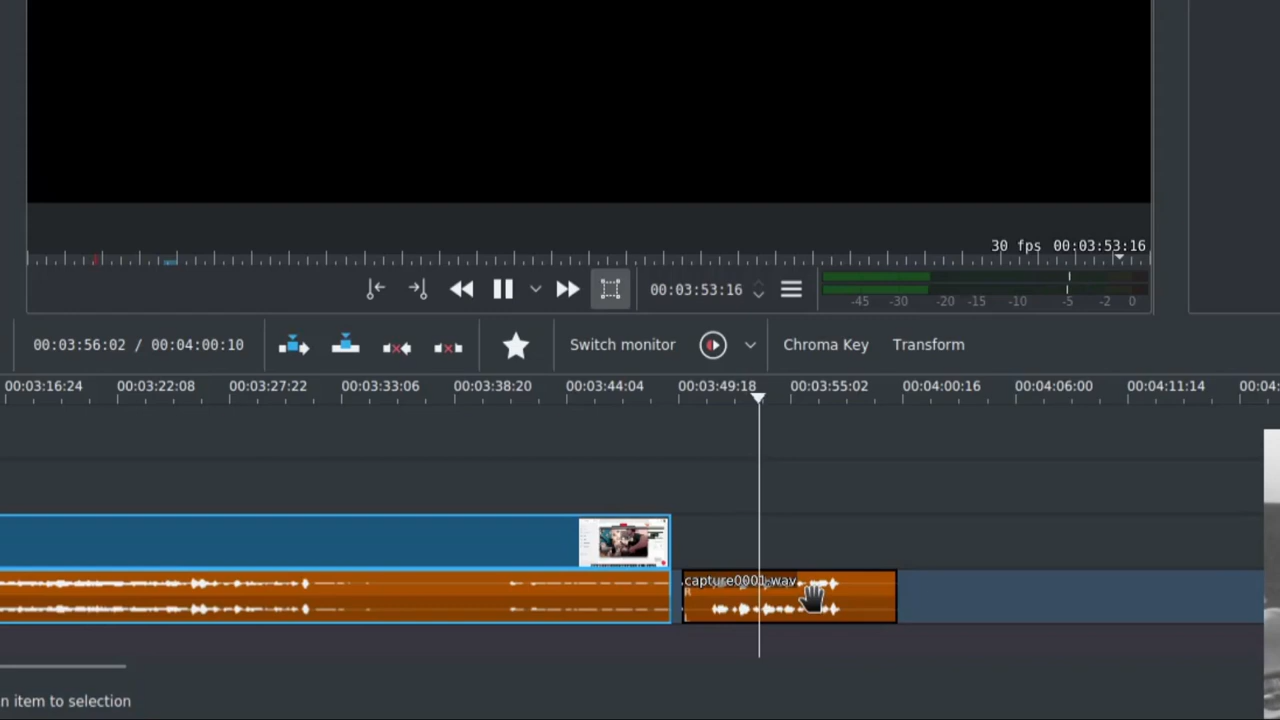 30 fps 00:03:53:16
00:03:53:16
-45 -30 -20 -15 -10 -5 -2 0
00:03:56:02 / 00:04:00:10
Switch monitor
Chroma Key
Transform
00:03:16:24 00:03:22:08 00:03:27:22 00:03:33:06 00:03:38:20 00:03:44:04 00:03:49:18 00:03:55:02 00:04:00:16 00:04:06:00 00:04:11:14 00:04:
capture0001.wav
R
L
n item to selection